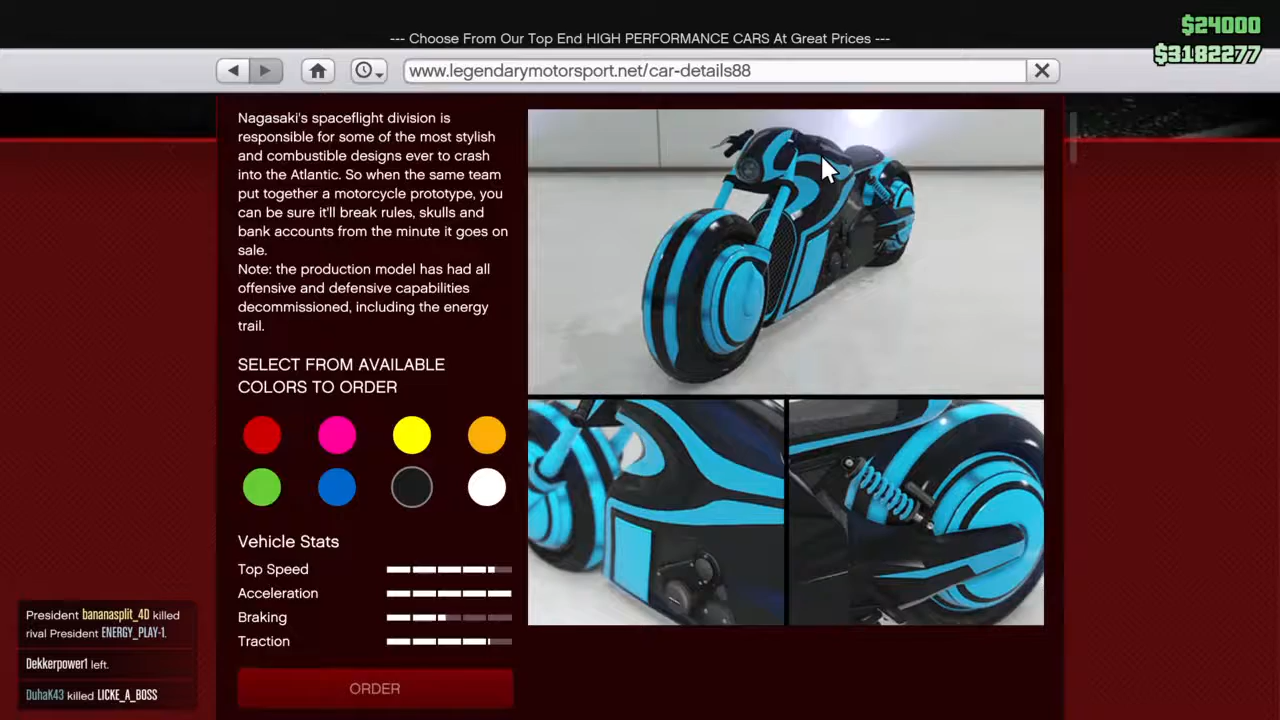 $24000
--- Choose From Our Top End HIGH PERFORMANCE CARS At Great Prices ---
$3182277
www.legendarymotorsport.net/car-details88
Nagasaki's spaceflight division is
responsible for some of the most stylish
and combustible designs ever to crash
into the Atlantic. So when the same team
put together a motorcycle prototype, you
can be sure it'll break rules, skulls and
bank accounts from the minute it goes on
sale.
Note: the production model has had all
offensive and defensive capabilities
decommissioned, including the energy
trail.
SELECT FROM AVAILABLE
COLORS TO ORDER
Vehicle Stats
Top Speed
Acceleration
Braking
Traction
ORDER
President bananasplit_4D killed
rival President ENERGY_PLAY-1.
Dekkerpower1 left.
DuhaK43 killed LICKE_A_BOSS